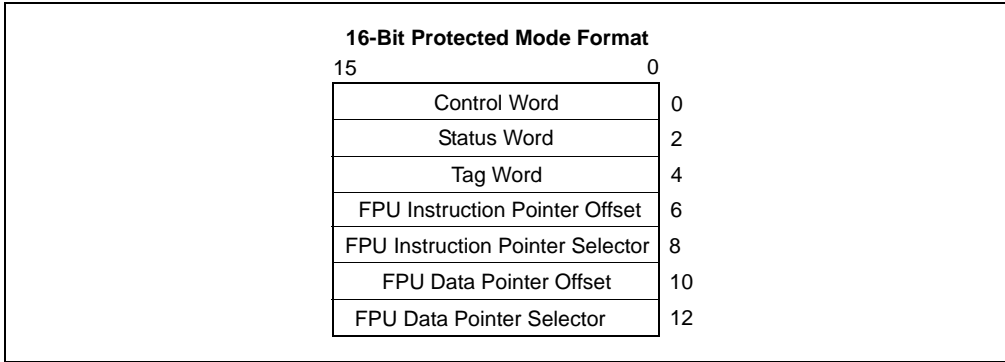 16-Bit Protected Mode Format
15 0
Control Word 0
Status Word 2
Tag Word 4
FPU Instruction Pointer Offset 6
FPU Instruction Pointer Selector 8
FPU Data Pointer Offset 10
FPU Data Pointer Selector 12